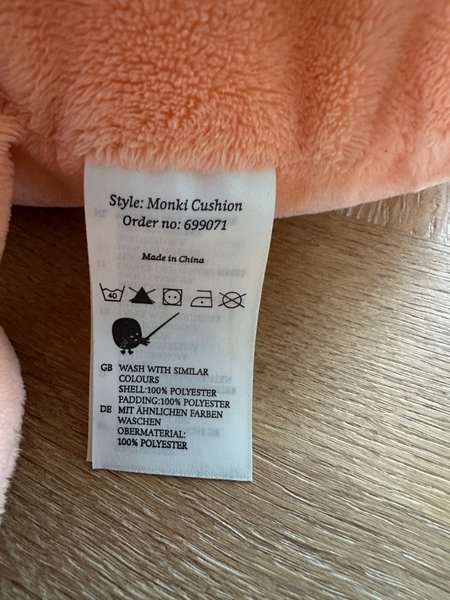 Style: Monki Cushion
Order no: 699071
Made in China
40
GB WASH WITH SIMILAR
COLOURS
SHELL:100% POLYESTER
PADDING:100% POLYESTER
DE MIT ÄHNLICHEN FARBEN
WASCHEN
OBERMATERIAL:
100% POLYESTER